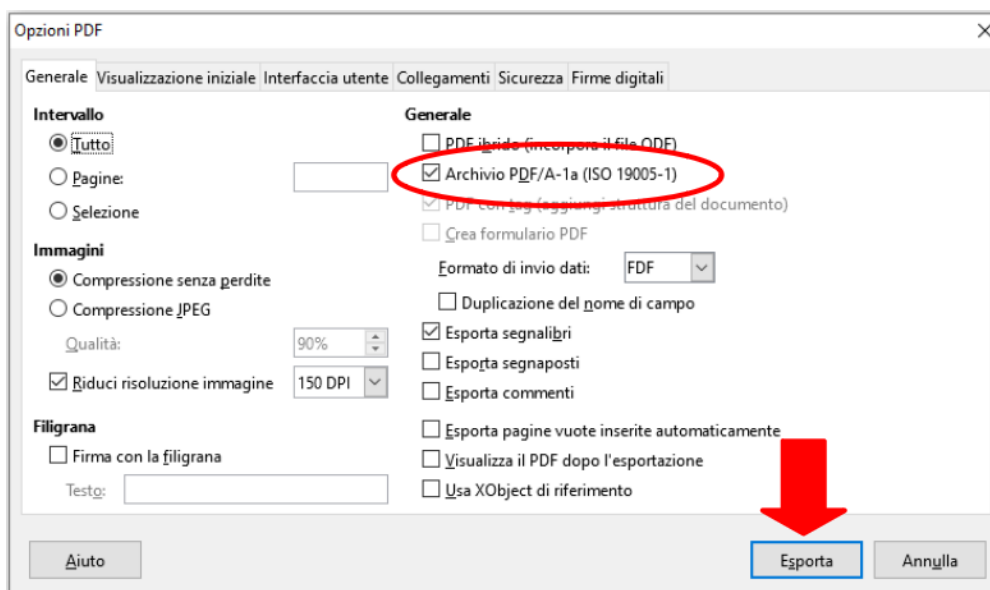 Opzioni PDF
Generale Visualizzazione iniziale Interfaccia utente Collegamenti Sicurezza Firme digitali
Intervallo
Tutto
Pagine:
Selezione
Immagini
Compressione senza perdite
Compressione JPEG
Qualità: 90%
Riduci risoluzione immagine 150 DPI
Filigrana
Firma con la filigrana
Testo:
Generale
PDF ibrido (incorpora il file ODF)
Archivio PDF/A-1a (ISO 19005-1)
PDF con tag (aggiungi struttura del documento)
Crea formulario PDF
Formato di invio dati: FDF
Duplicazione del nome di campo
Esporta segnalibri
Esporta segnaposti
Esporta commenti
Esporta pagine vuote inserite automaticamente
Visualizza il PDF dopo l'esportazione
Usa XObject di riferimento
Aiuto Esporta Annulla